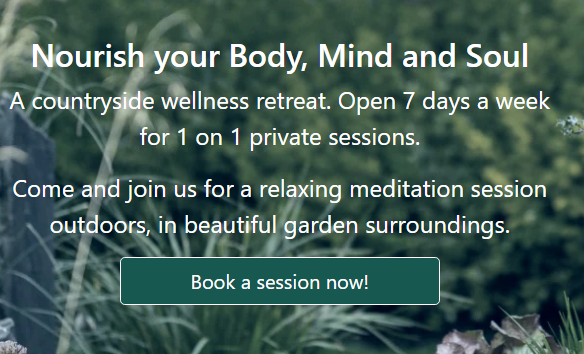 Nourish your Body, Mind and Soul
A countryside wellness retreat. Open 7 days a week
for 1 on 1 private sessions.
Come and join us for a relaxing meditation session
outdoors, in beautiful garden surroundings.
Book a session now!